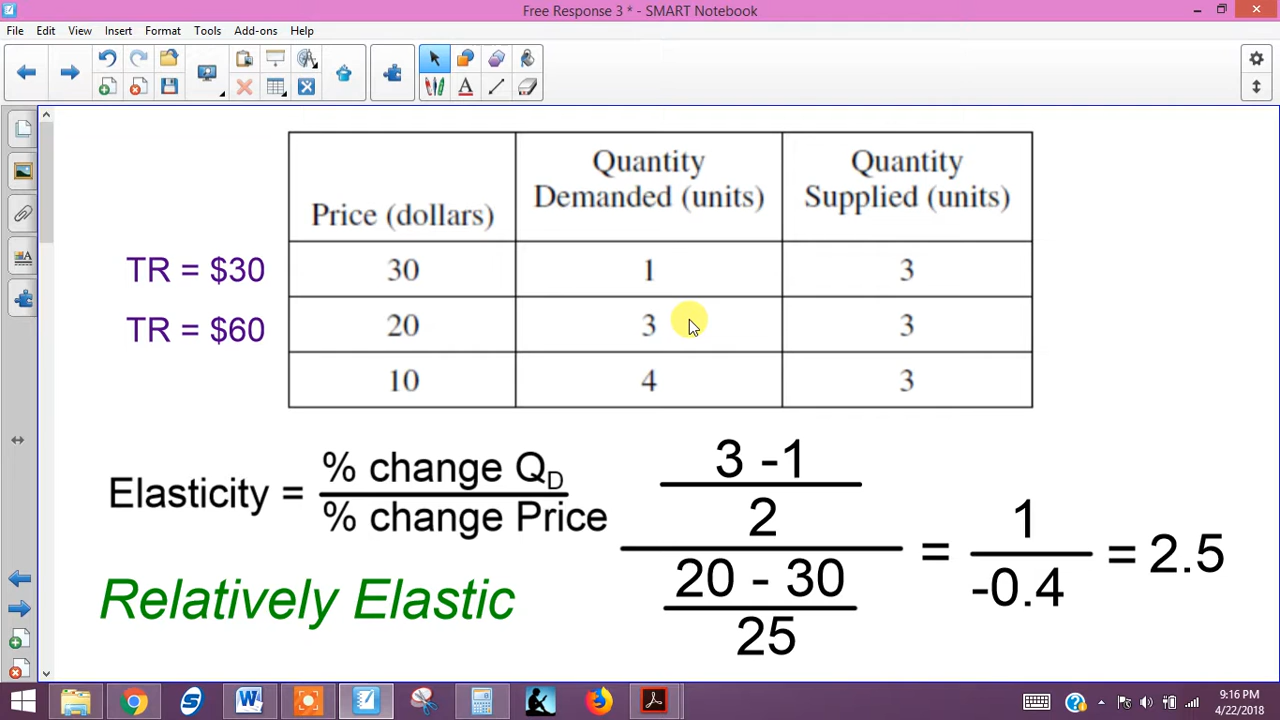 Free Response 3 * - SMART Notebook
File Edit View Insert Format Tools Add-ons Help
Price (dollars) Quantity Demanded (units) Quantity Supplied (units)
TR = $30 30 1 3
TR = $60 20 3 3
10 4 3
Elasticity = % change QD
% change Price
3 -1
2
20 - 30
25
= 1
-0.4
= 2.5
Relatively Elastic
9:16 PM
4/22/2018